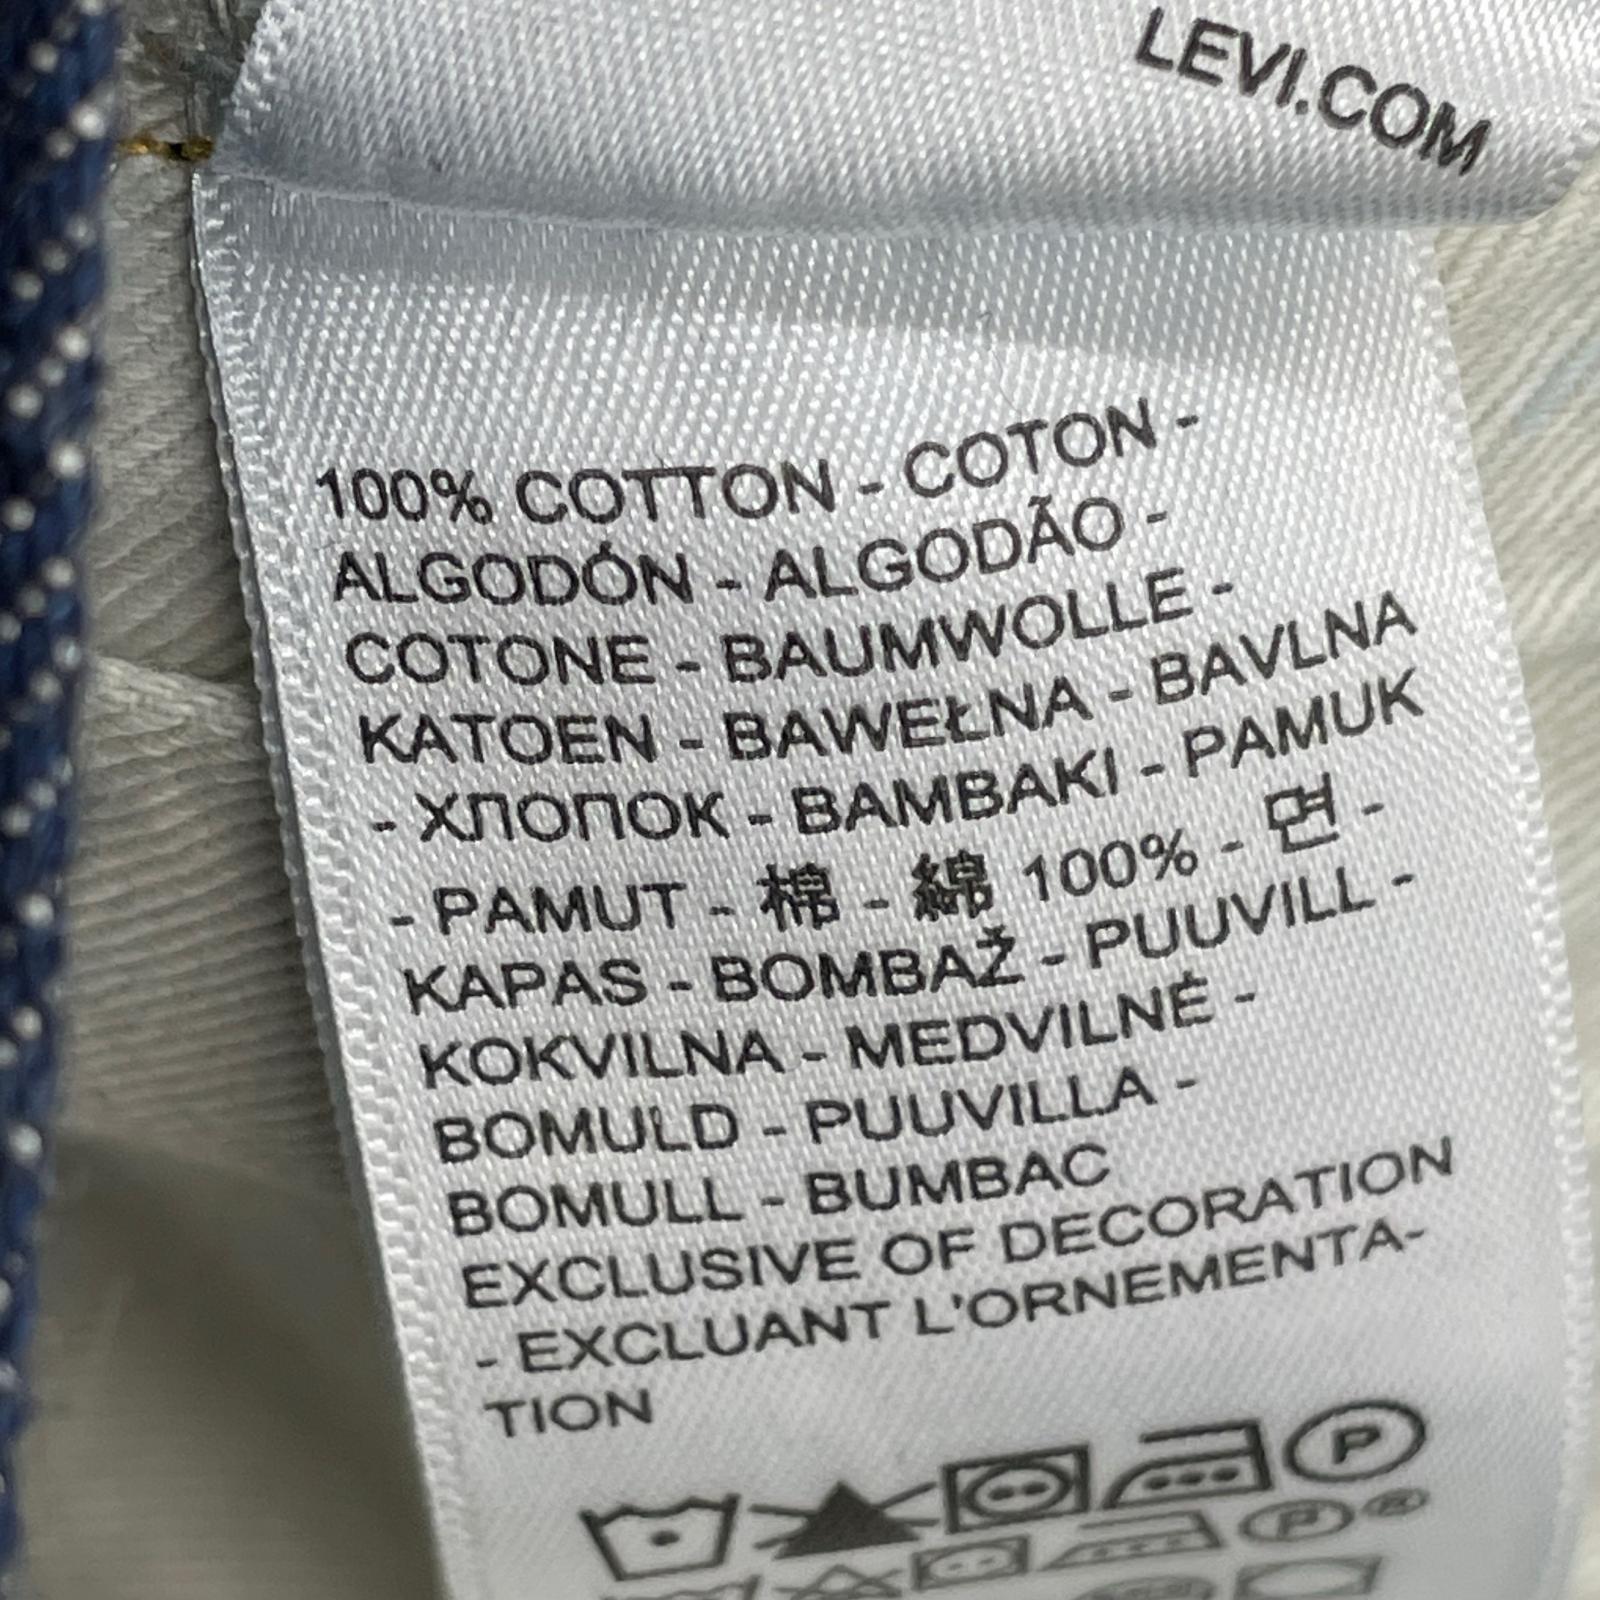 LEVI.COM
100% COTTON - COTON -
ALGODÓN - ALGODÃO -
COTONE - BAUMWOLLE -
KATOEN - BAWEŁNA - BAVLNA
- ХЛОПОК - BAMBAKI - PAMUK
- PAMUT - 棉 - 綿 100% - 면 -
KAPAS - BOMBAŽ - PUUVILL -
KOKVILNA - MEDVILNĖ -
BOMULD - PUUVILLA -
BOMULL - BUMBAC
EXCLUSIVE OF DECORATION
- EXCLUANT L'ORNEMENTA-
TION
P
P